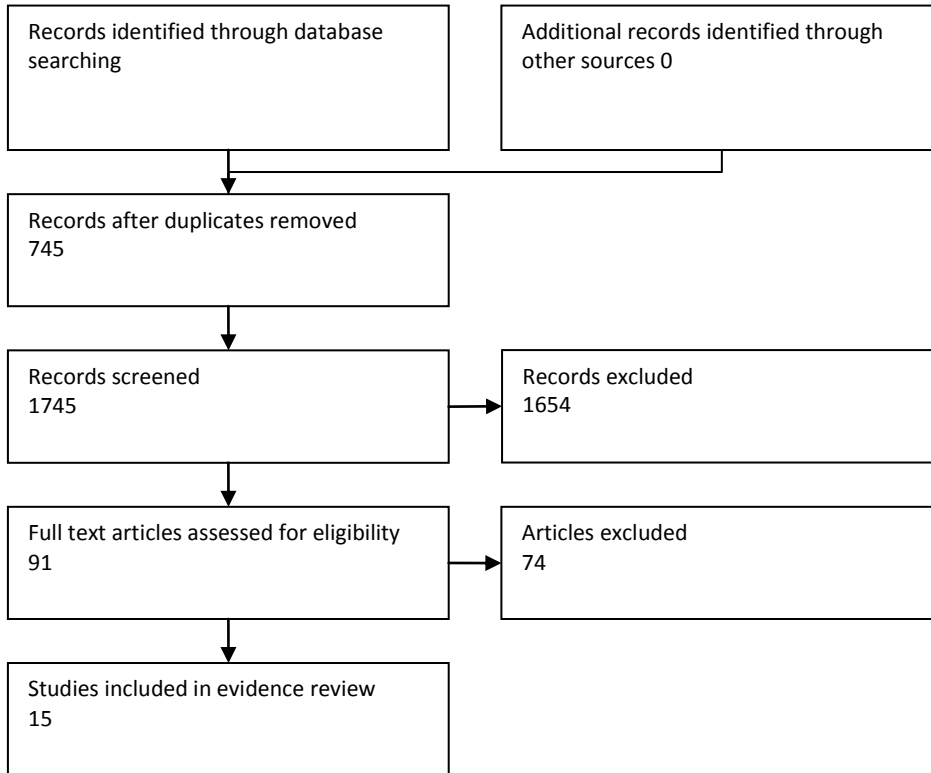 Records identified through database
searching
Additional records identified through
other sources 0
Records after duplicates removed
745
Records screened
1745
Records excluded
1654
Full text articles assessed for eligibility
91
Articles excluded
74
Studies included in evidence review
15